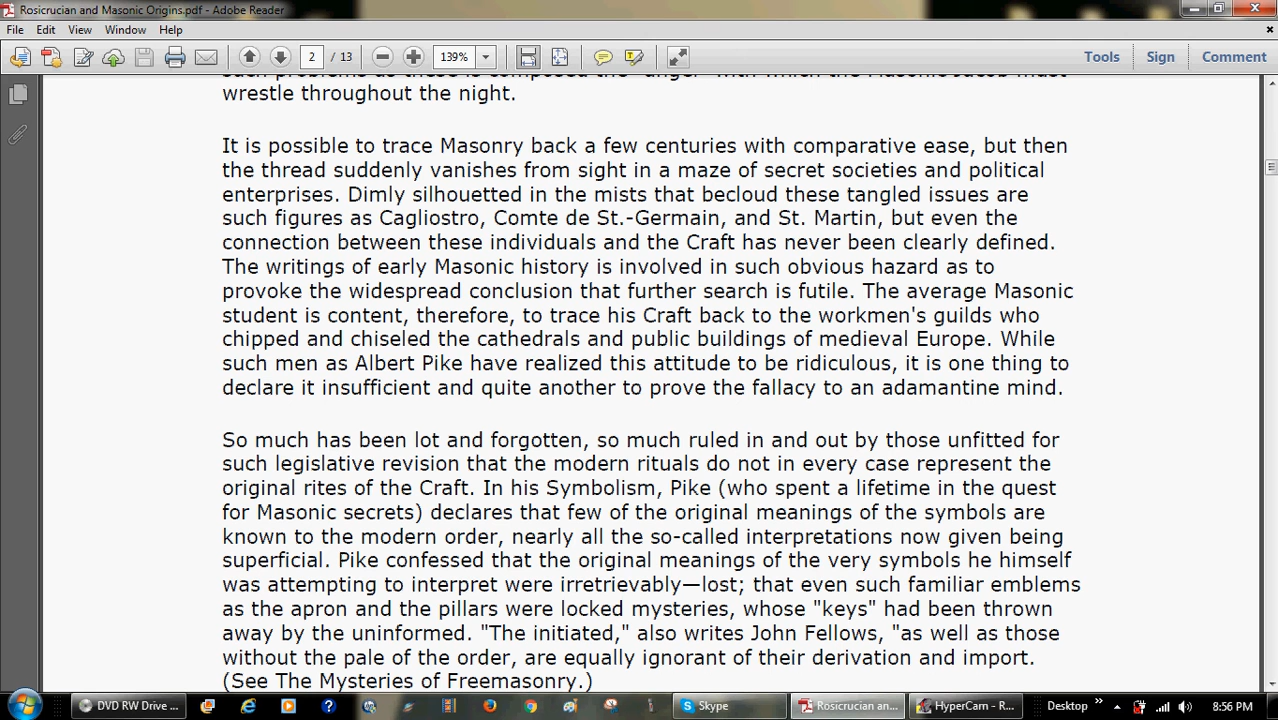 Rosicrucian and Masonic Origins.pdf - Adobe Reader
File Edit View Window Help
2 / 13 139% Tools Sign Comment
such problems as these is composed the "angel" with which the Masonic Jacob must
wrestle throughout the night.
It is possible to trace Masonry back a few centuries with comparative ease, but then
the thread suddenly vanishes from sight in a maze of secret societies and political
enterprises. Dimly silhouetted in the mists that becloud these tangled issues are
such figures as Cagliostro, Comte de St.-Germain, and St. Martin, but even the
connection between these individuals and the Craft has never been clearly defined.
The writings of early Masonic history is involved in such obvious hazard as to
provoke the widespread conclusion that further search is futile. The average Masonic
student is content, therefore, to trace his Craft back to the workmen's guilds who
chipped and chiseled the cathedrals and public buildings of medieval Europe. While
such men as Albert Pike have realized this attitude to be ridiculous, it is one thing to
declare it insufficient and quite another to prove the fallacy to an adamantine mind.
So much has been lot and forgotten, so much ruled in and out by those unfitted for
such legislative revision that the modern rituals do not in every case represent the
original rites of the Craft. In his Symbolism, Pike (who spent a lifetime in the quest
for Masonic secrets) declares that few of the original meanings of the symbols are
known to the modern order, nearly all the so-called interpretations now given being
superficial. Pike confessed that the original meanings of the very symbols he himself
was attempting to interpret were irretrievably—lost; that even such familiar emblems
as the apron and the pillars were locked mysteries, whose "keys" had been thrown
away by the uninformed. "The initiated," also writes John Fellows, "as well as those
without the pale of the order, are equally ignorant of their derivation and import.
(See The Mysteries of Freemasonry.)
DVD RW Drive ... Skype Rosicrucian an... HyperCam - R... Desktop » 8:56 PM